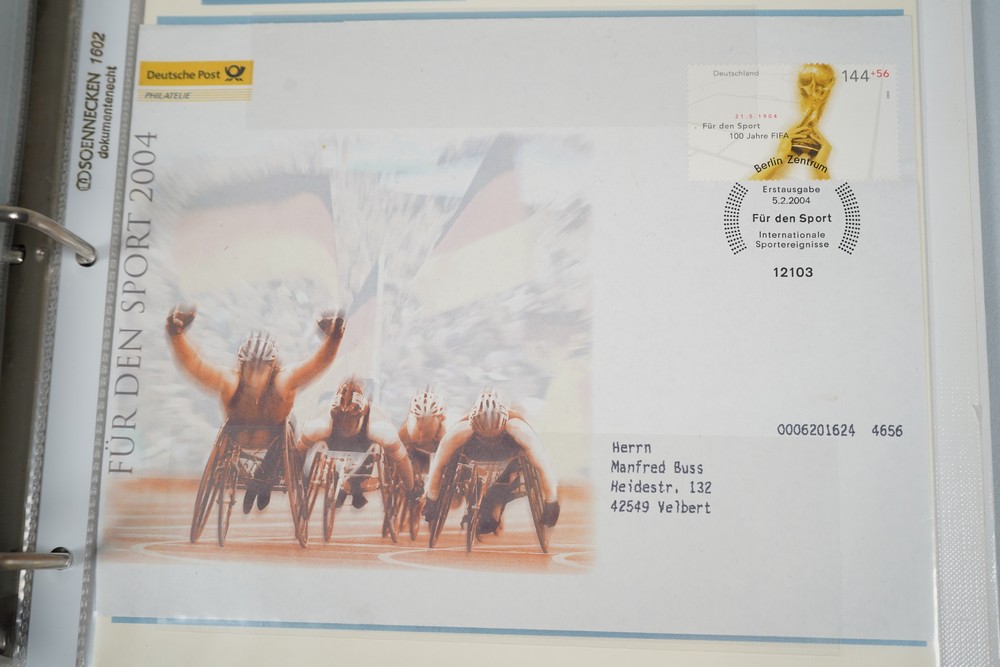 SOENNECKEN 1602
dokumentenecht
Deutsche Post
PHILATELIE
FÜR DEN SPORT 2004
Deutschland
144+56
21.5.1904
Für den Sport
100 Jahre FIFA
Berlin Zentrum
Erstausgabe
5.2.2004
Für den Sport
Internationale
Sportereignisse
12103
0006201624 4656
Herrn
Manfred Buss
Heidestr. 132
42549 Velbert